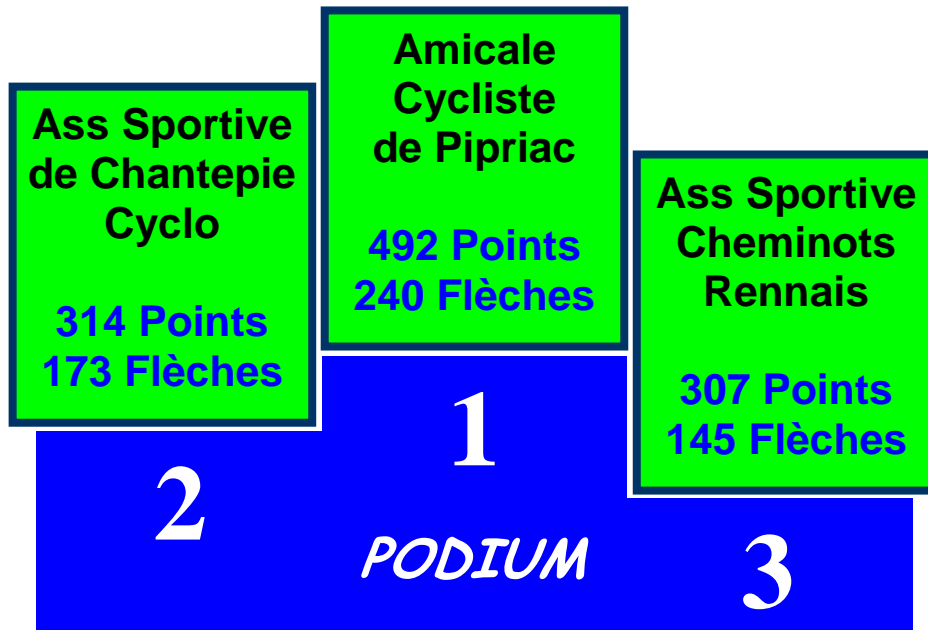 Ass Sportive
de Chantepie
Cyclo
314 Points
173 Flèches
2
Amicale
Cycliste
de Pipriac
492 Points
240 Flèches
1
PODIUM
Ass Sportive
Cheminots
Rennais
307 Points
145 Flèches
3